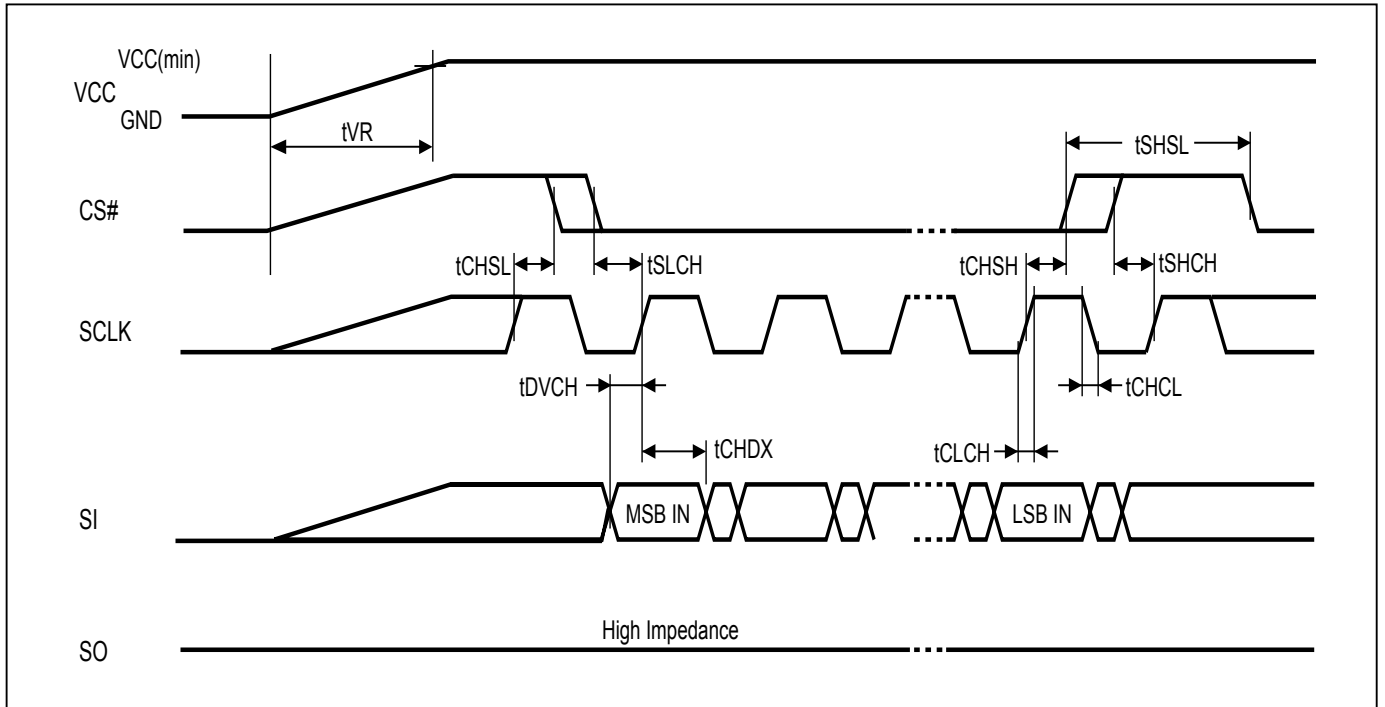 VCC(min)
VCC
GND
tVR
tSHSL
CS#
tCHSL
tSLCH
tCHSH
tSHCH
SCLK
tDVCH
tCHCL
tCHDX
tCLCH
SI
MSB IN
LSB IN
High Impedance
SO